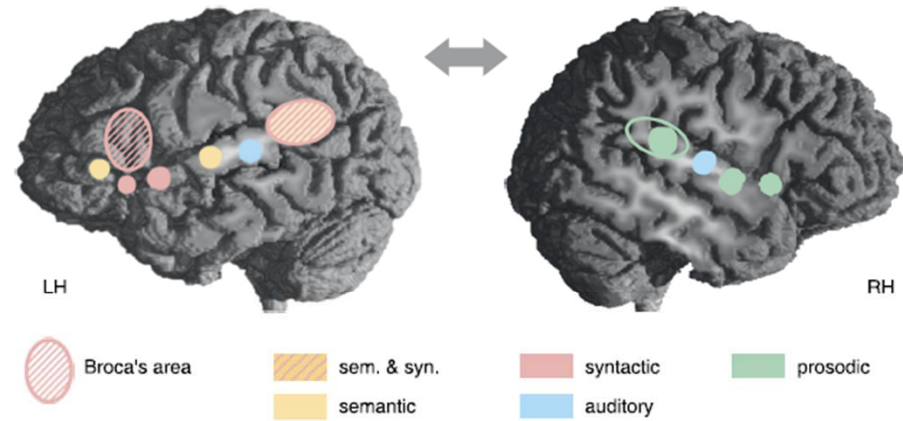 LH
RH
Broca's area
sem. & syn.
syntactic
prosodic
semantic
auditory